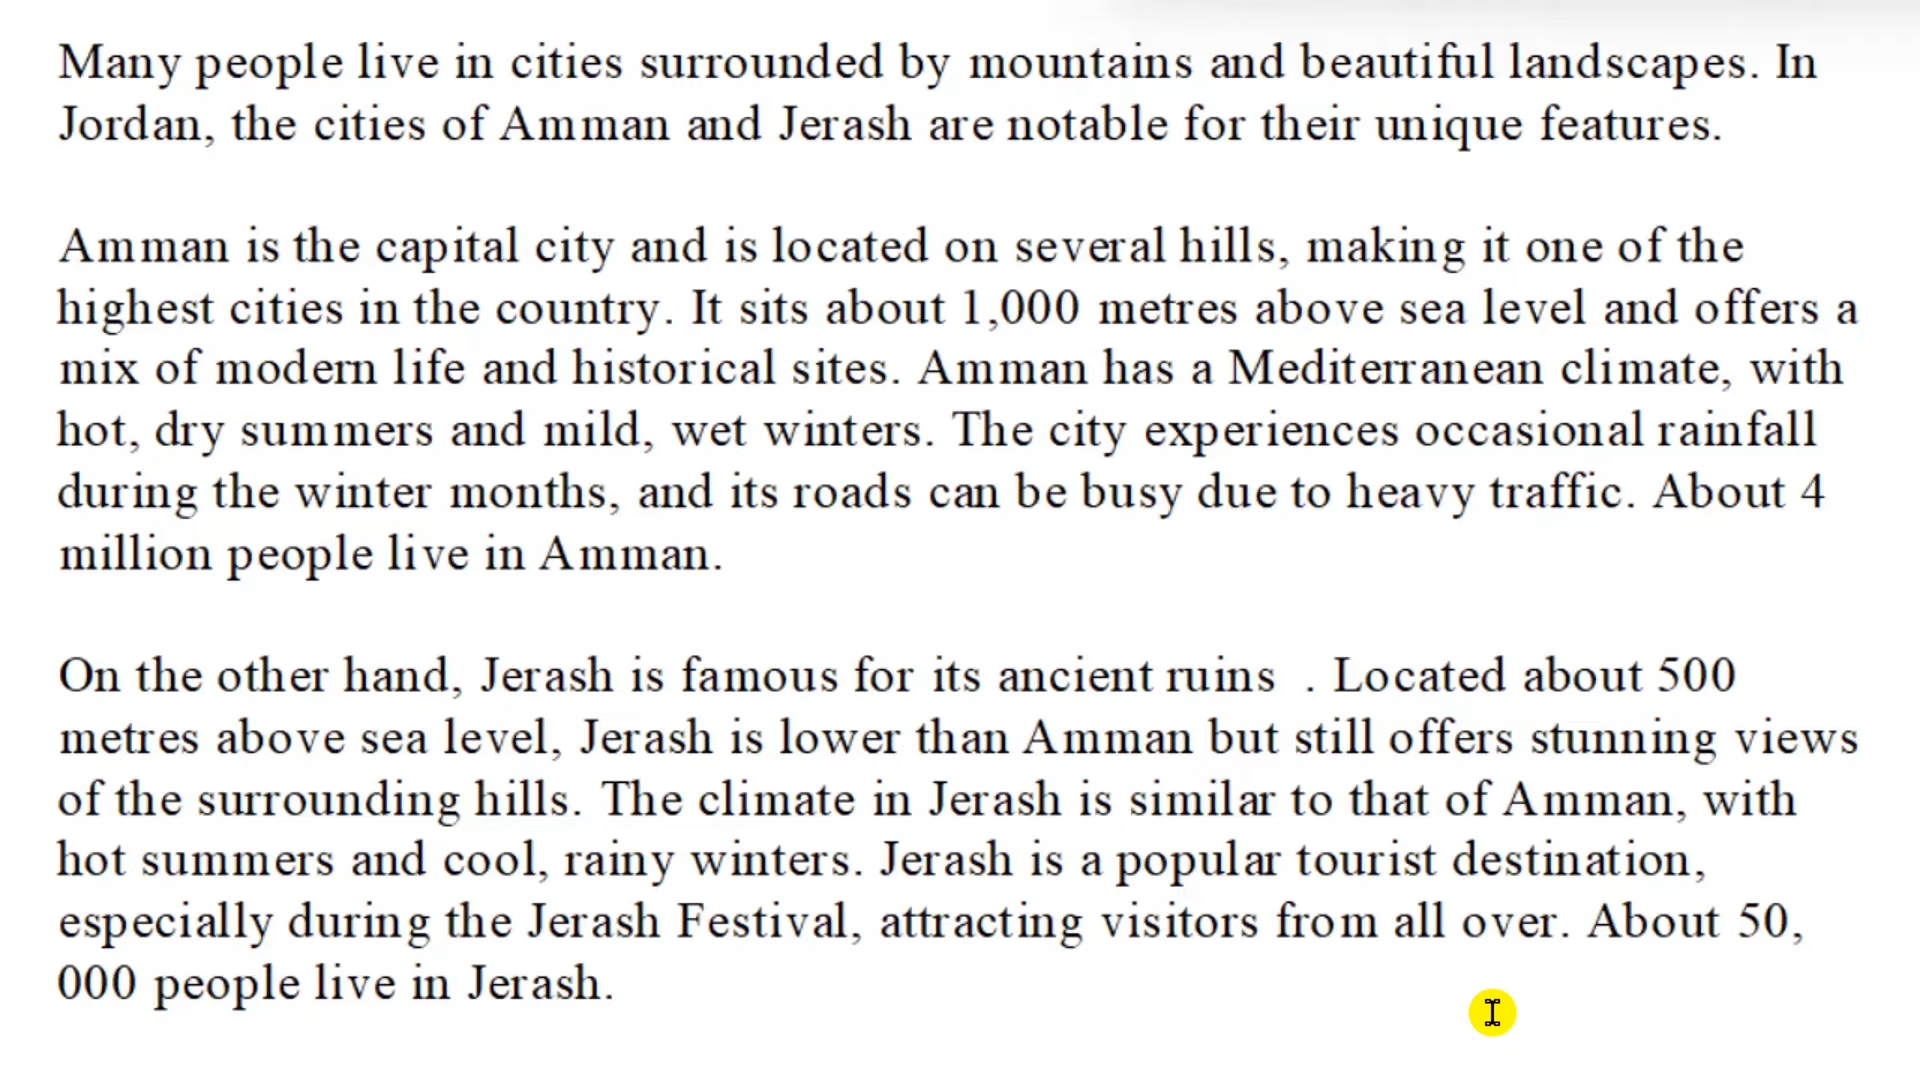 Many people live in cities surrounded by mountains and beautiful landscapes. In
Jordan, the cities of Amman and Jerash are notable for their unique features.
Amman is the capital city and is located on several hills, making it one of the
highest cities in the country. It sits about 1,000 metres above sea level and offers a
mix of modern life and historical sites. Amman has a Mediterranean climate, with
hot, dry summers and mild, wet winters. The city experiences occasional rainfall
during the winter months, and its roads can be busy due to heavy traffic. About 4
million people live in Amman.
On the other hand, Jerash is famous for its ancient ruins . Located about 500
metres above sea level, Jerash is lower than Amman but still offers stunning views
of the surrounding hills. The climate in Jerash is similar to that of Amman, with
hot summers and cool, rainy winters. Jerash is a popular tourist destination,
especially during the Jerash Festival, attracting visitors from all over. About 50,
000 people live in Jerash.